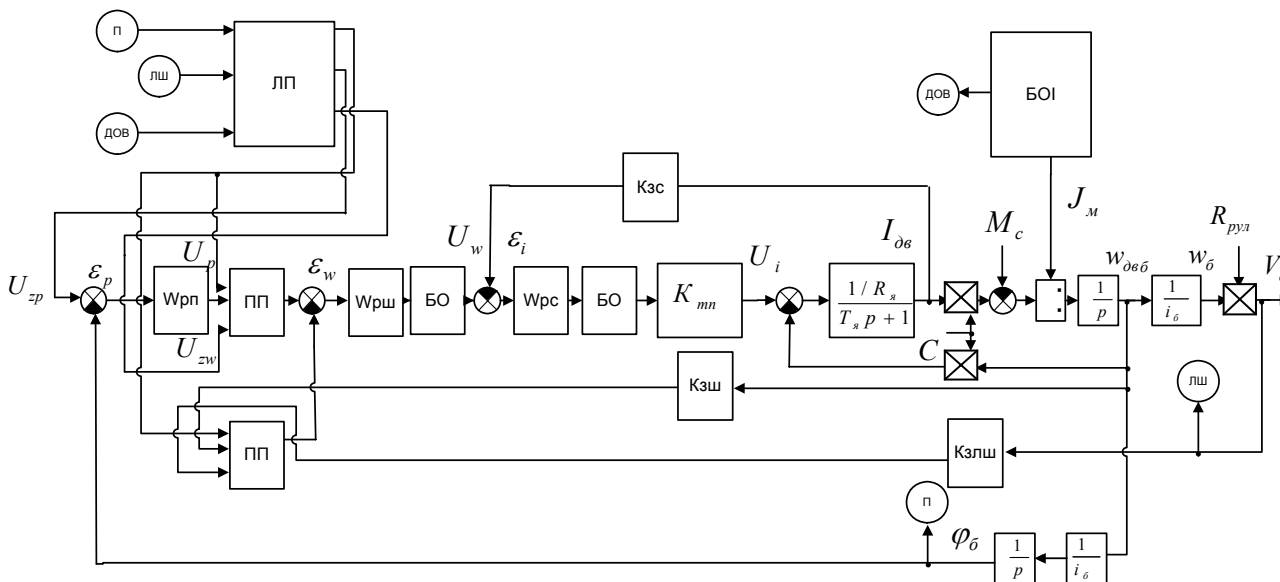 П
ЛШ
ДОВ
ЛП
ДОВ
БОІ
Кзс
U_w
ε_i
I_дв
M_c
J_м
R_рул
U_zp
ε_p
U_p
ε_w
U_i
w_двб
w_б
Wрп
ПП
Wрш
БО
Wрс
БО
K_тп
1 / R_я
T_я p + 1
:
1
p
1
i_б
U_zw
C
Кзш
ЛШ
ПП
Кзлш
П
φ_б
1
p
1
i_б